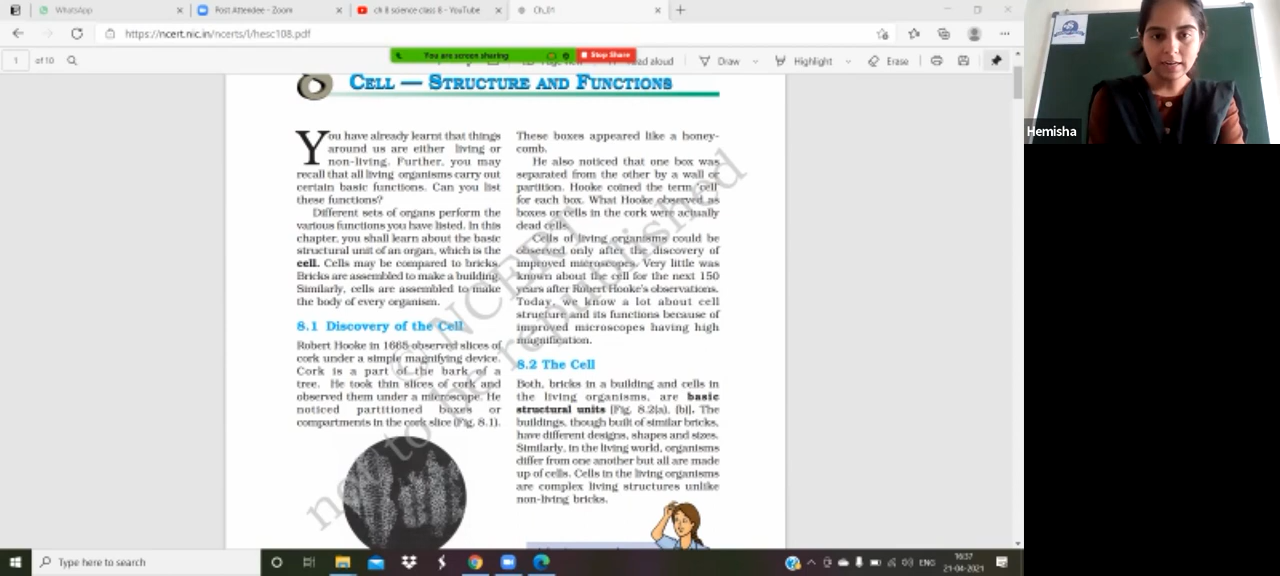 WhatsApp
Post Attendee - Zoom
ch 8 science class 8 - YouTube
Ch_01
https://ncert.nic.in/ncerts/l/hesc108.pdf
You are screen sharing
Stop Share
1 of 10
ad aloud
Draw
Highlight
Erase
CELL — STRUCTURE AND FUNCTIONS
You have already learnt that things
around us are either living or
non-living. Further, you may
recall that all living organisms carry out
certain basic functions. Can you list
these functions?
Different sets of organs perform the
various functions you have listed. In this
chapter, you shall learn about the basic
structural unit of an organ, which is the
cell. Cells may be compared to bricks.
Bricks are assembled to make a building.
Similarly, cells are assembled to make
the body of every organism.
8.1 Discovery of the Cell
Robert Hooke in 1665 observed slices of
cork under a simple magnifying device.
Cork is a part of the bark of a
tree. He took thin slices of cork and
observed them under a microscope. He
noticed partitioned boxes or
compartments in the cork slice (Fig. 8.1).
These boxes appeared like a honey-
comb.
He also noticed that one box was
separated from the other by a wall or
partition. Hooke coined the term 'cell'
for each box. What Hooke observed as
boxes or cells in the cork were actually
dead cells.
Cells of living organisms could be
observed only after the discovery of
improved microscopes. Very little was
known about the cell for the next 150
years after Robert Hooke's observations.
Today, we know a lot about cell
structure and its functions because of
improved microscopes having high
magnification.
8.2 The Cell
Both, bricks in a building and cells in
the living organisms, are basic
structural units [Fig. 8.2(a), (b)]. The
buildings, though built of similar bricks,
have different designs, shapes and sizes.
Similarly, in the living world, organisms
differ from one another but all are made
up of cells. Cells in the living organisms
are complex living structures unlike
non-living bricks.
© NCERT
not to be republished
Hemisha
Type here to search
ENG
16:37
21-04-2021